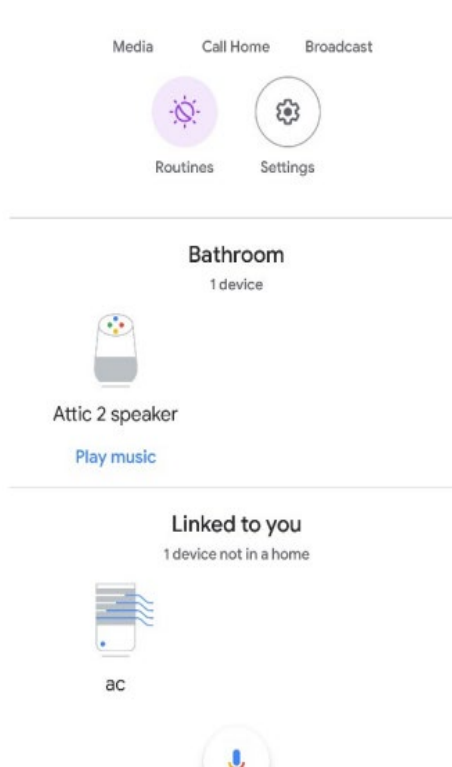 Media Call Home Broadcast
Routines Settings
Bathroom
1 device
Attic 2 speaker
Play music
Linked to you
1 device not in a home
ac